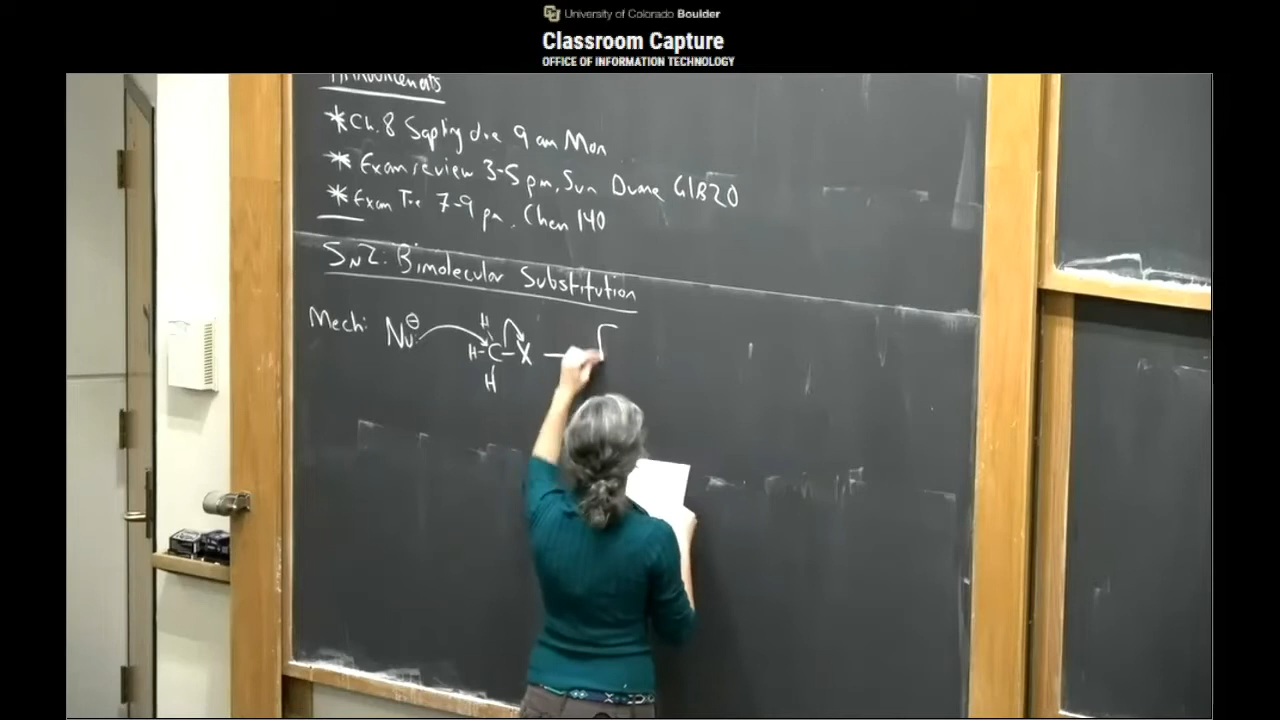 University of Colorado Boulder
Classroom Capture
OFFICE OF INFORMATION TECHNOLOGY
Announcements
*Ch. 8 Sapling due 9 am Mon
*Exam review 3-5 pm, Sun Duane G1B20
*Exam Tue 7-9 pm, Chem 140
SN2: Bimolecular Substitution
Mech: Nu:⊖ H-C-X
H
H